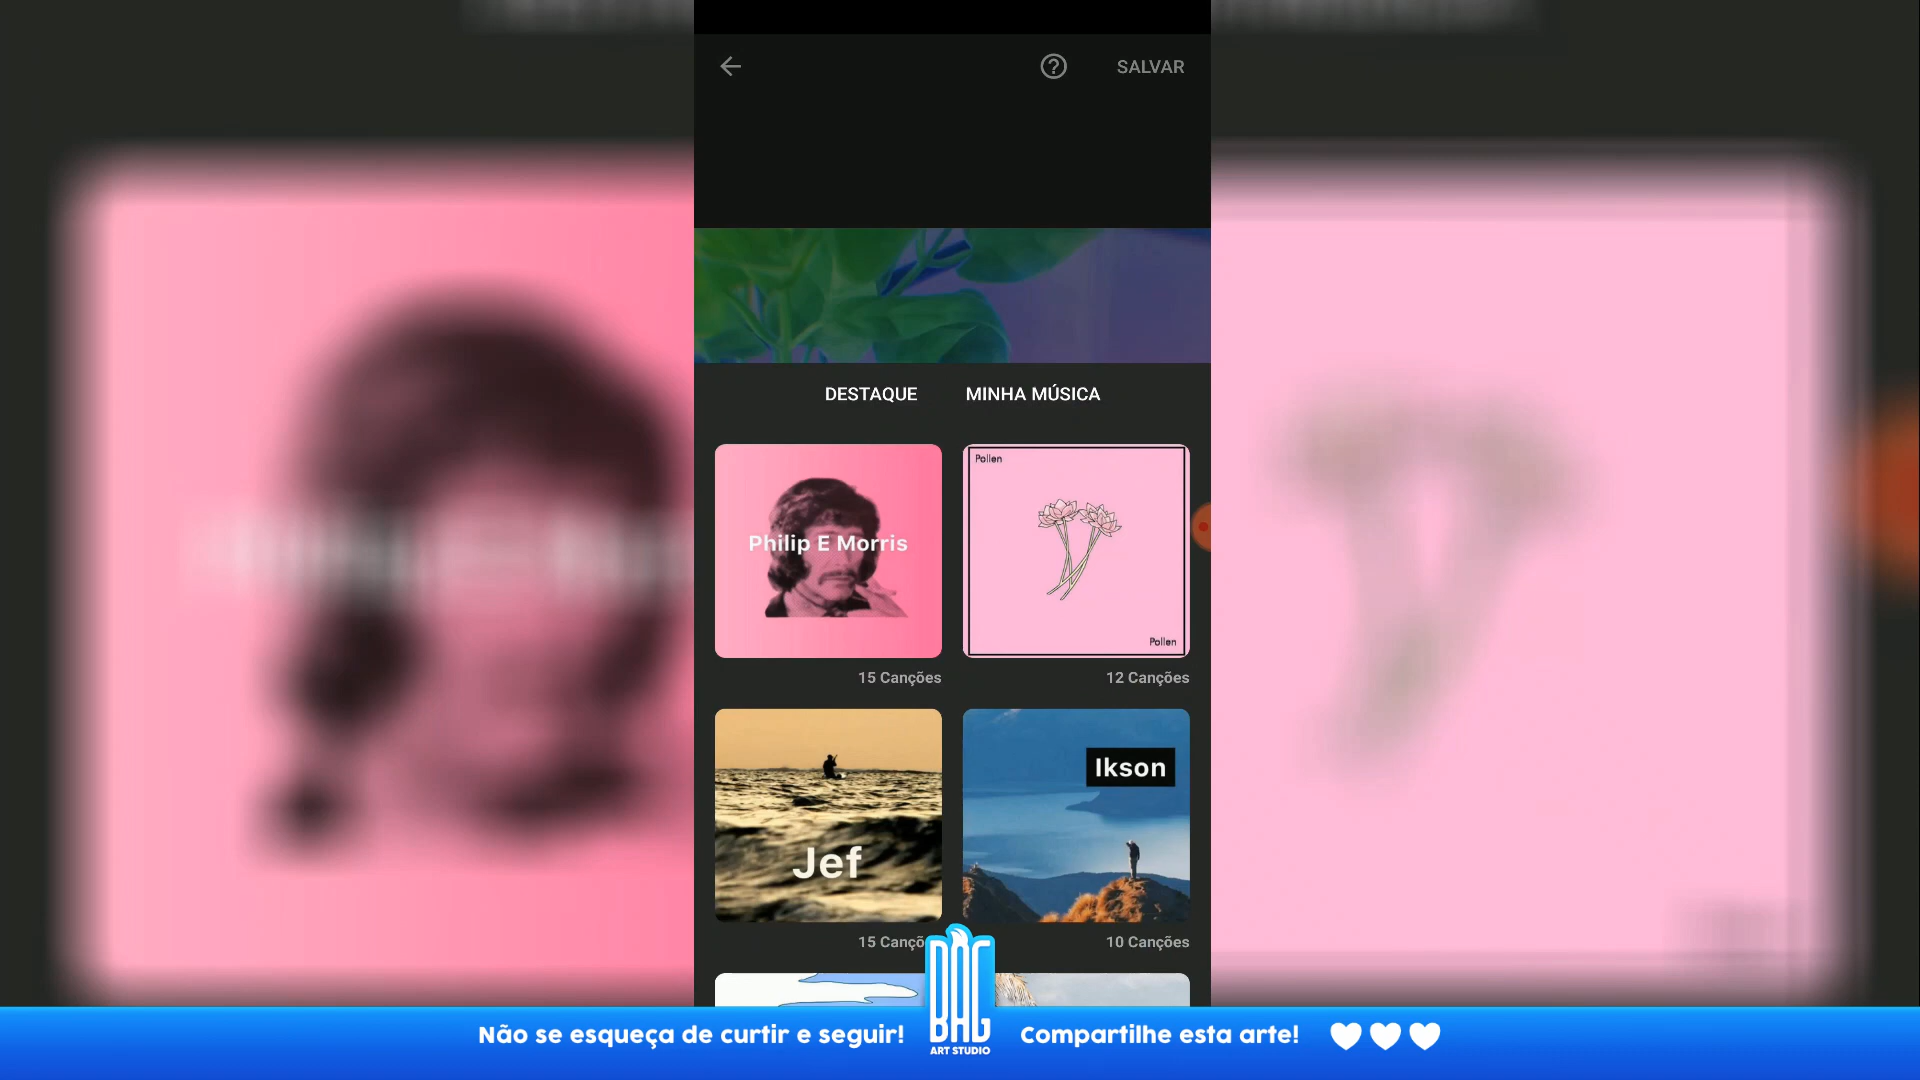 SALVAR
DESTAQUE
MINHA MÚSICA
Pollen
Philip E Morris
Pollen
15 Canções
12 Canções
Ikson
Jef
10 Canções
Não se esqueça de curtir e seguir!
BAG
ART STUDIO
Compartilhe esta arte!